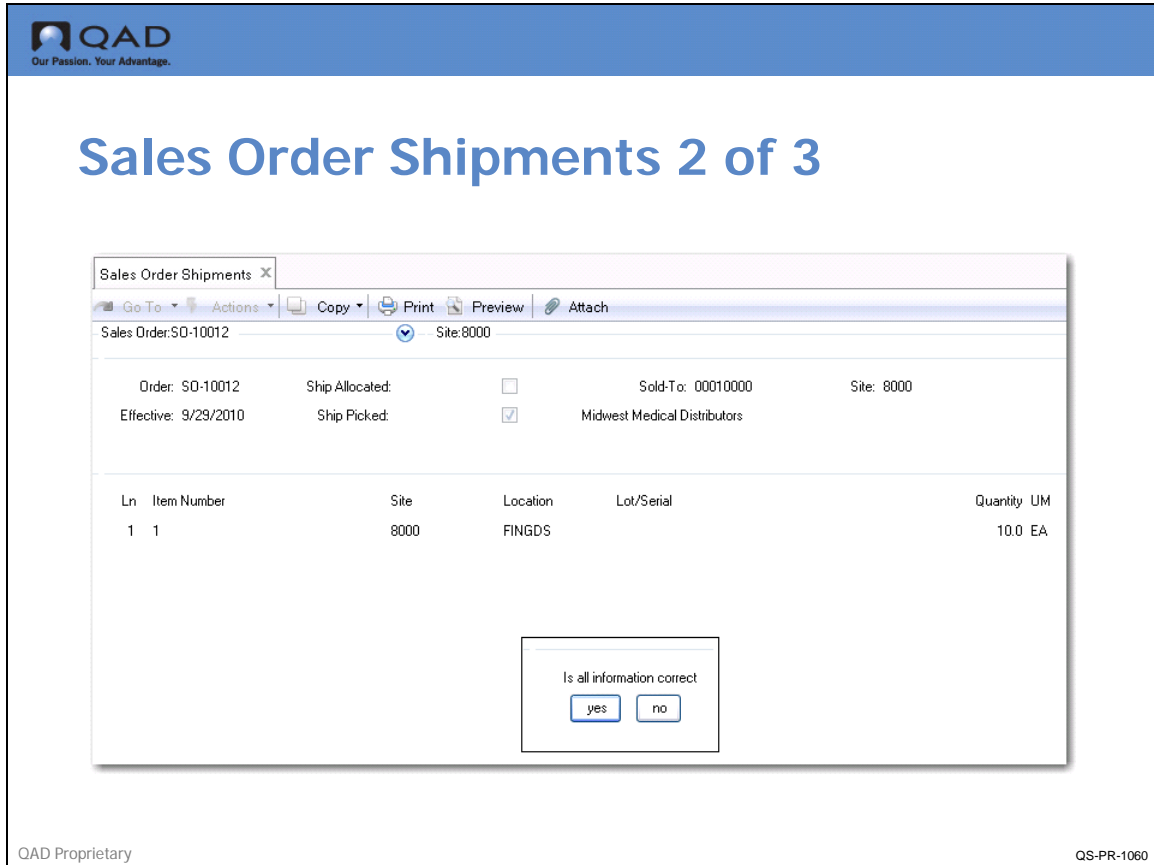 QAD
Our Passion. Your Advantage.
Sales Order Shipments 2 of 3
Sales Order Shipments X
Go To Actions Copy Print Preview Attach
Sales Order:SO-10012 Site:8000
Order: SO-10012 Ship Allocated: Sold-To: 00010000 Site: 8000
Effective: 9/29/2010 Ship Picked: Midwest Medical Distributors
Ln Item Number Site Location Lot/Serial Quantity UM
1 1 8000 FINGDS 10.0 EA
Is all information correct
yes no
QAD Proprietary QS-PR-1060